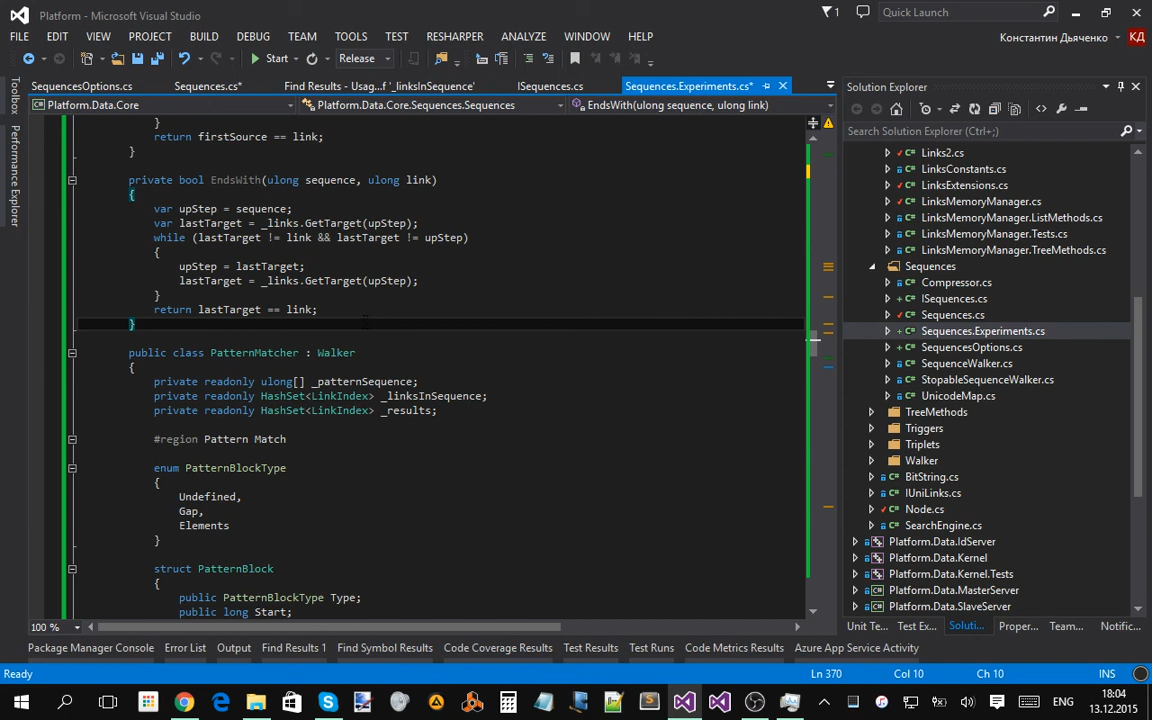 Platform - Microsoft Visual Studio
1
Quick Launch
FILE EDIT VIEW PROJECT BUILD DEBUG TEAM TOOLS TEST RESHARPER ANALYZE WINDOW HELP
Константин Дьяченко КД
Start Release
Toolbox
Performance Explorer
SequencesOptions.cs Sequences.cs* Find Results - Usag...f '_linksInSequence' ISequences.cs Sequences.Experiments.cs*
Platform.Data.Core Platform.Data.Core.Sequences.Sequences EndsWith(ulong sequence, ulong link)
}
return firstSource == link;
}
private bool EndsWith(ulong sequence, ulong link)
{
var upStep = sequence;
var lastTarget = _links.GetTarget(upStep);
while (lastTarget != link && lastTarget != upStep)
{
upStep = lastTarget;
lastTarget = _links.GetTarget(upStep);
}
return lastTarget == link;
}
public class PatternMatcher : Walker
{
private readonly ulong[] _patternSequence;
private readonly HashSet<LinkIndex> _linksInSequence;
private readonly HashSet<LinkIndex> _results;
#region Pattern Match
enum PatternBlockType
{
Undefined,
Gap,
Elements
}
struct PatternBlock
{
public PatternBlockType Type;
public long Start;
100 %
Solution Explorer
Search Solution Explorer (Ctrl+;)
Links2.cs
LinksConstants.cs
LinksExtensions.cs
LinksMemoryManager.cs
LinksMemoryManager.ListMethods.cs
LinksMemoryManager.Tests.cs
LinksMemoryManager.TreeMethods.cs
Sequences
Compressor.cs
ISequences.cs
Sequences.cs
Sequences.Experiments.cs
SequencesOptions.cs
SequenceWalker.cs
StopableSequenceWalker.cs
UnicodeMap.cs
TreeMethods
Triggers
Triplets
Walker
BitString.cs
IUniLinks.cs
Node.cs
SearchEngine.cs
Platform.Data.IdServer
Platform.Data.Kernel
Platform.Data.Kernel.Tests
Platform.Data.MasterServer
Platform.Data.SlaveServer
Unit Te... Test Ex... Soluti... Proper... Team... Notific...
Package Manager Console Error List Output Find Results 1 Find Symbol Results Code Coverage Results Test Results Test Runs Code Metrics Results Azure App Service Activity
Ready Ln 370 Col 10 Ch 10 INS
ENG
18:04
13.12.2015